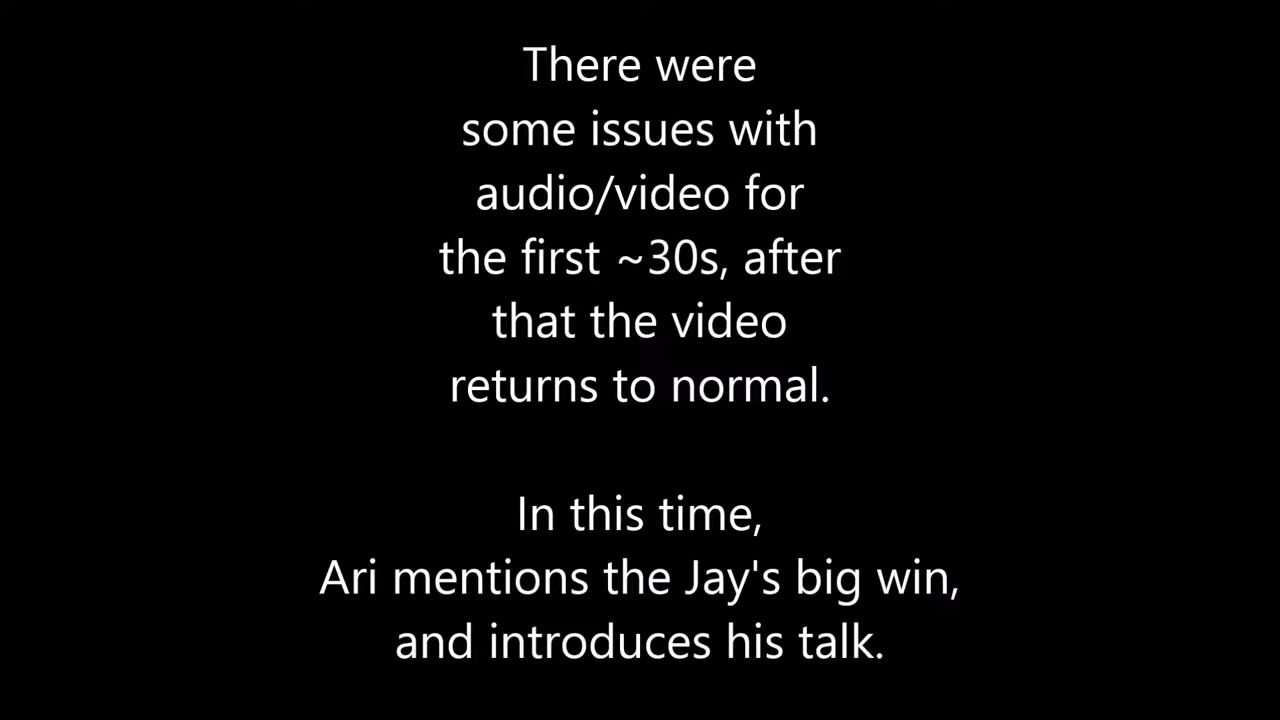 There were
some issues with
audio/video for
the first ~30s, after
that the video
returns to normal.
In this time,
Ari mentions the Jay's big win,
and introduces his talk.